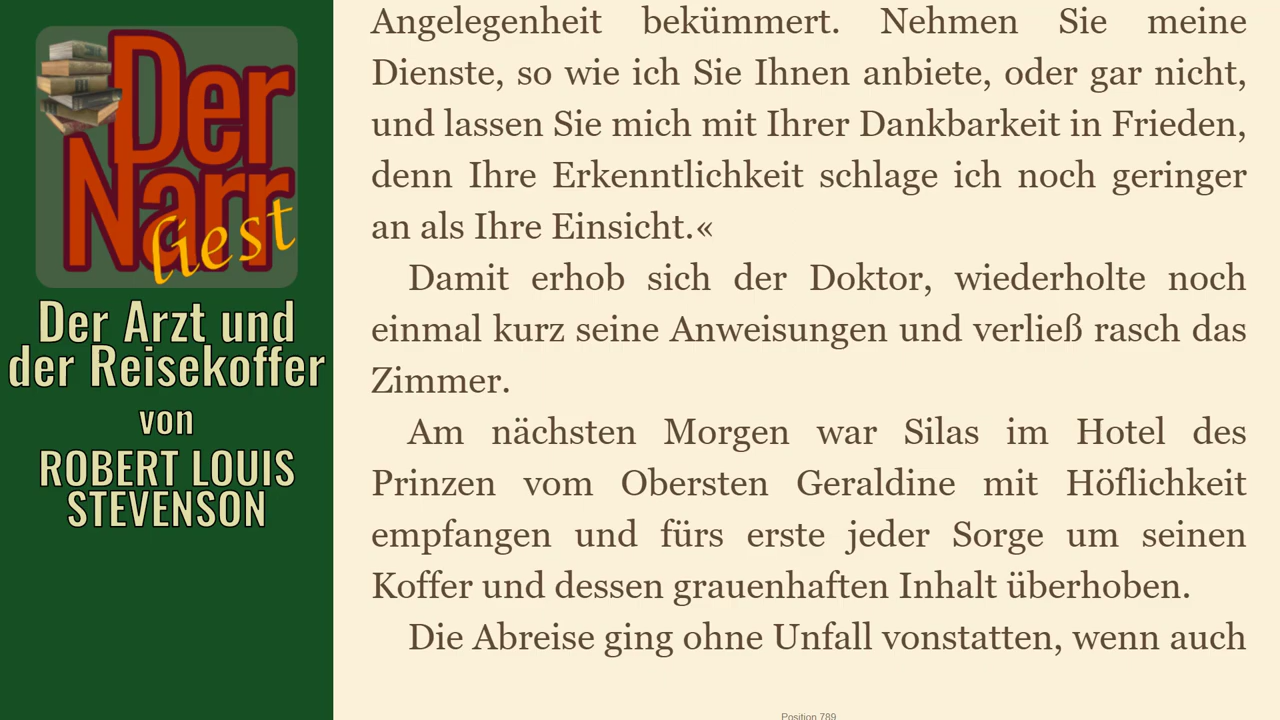 Der
Narr
liest
Der Arzt und
der Reisekoffer
von
ROBERT LOUIS
STEVENSON
Angelegenheit bekümmert. Nehmen Sie meine
Dienste, so wie ich Sie Ihnen anbiete, oder gar nicht,
und lassen Sie mich mit Ihrer Dankbarkeit in Frieden,
denn Ihre Erkenntlichkeit schlage ich noch geringer
an als Ihre Einsicht.«
Damit erhob sich der Doktor, wiederholte noch
einmal kurz seine Anweisungen und verließ rasch das
Zimmer.
Am nächsten Morgen war Silas im Hotel des
Prinzen vom Obersten Geraldine mit Höflichkeit
empfangen und fürs erste jeder Sorge um seinen
Koffer und dessen grauenhaften Inhalt überhoben.
Die Abreise ging ohne Unfall vonstatten, wenn auch
Position 789